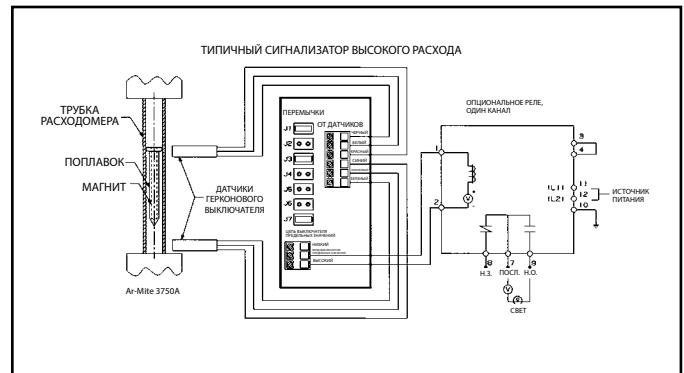 ТИПИЧНЫЙ СИГНАЛИЗАТОР ВЫСОКОГО РАСХОДА
ТРУБКА
РАСХОДОМЕРА
ПОПЛАВОК
МАГНИТ
ДАТЧИКИ
ГЕРКОНОВОГО
ВЫКЛЮЧАТЕЛЯ
Ar-Mite 3750A
ПЕРЕМЫЧКИ
J1
J2
J3
J4
J5
J6
J7
ОТ ДАТЧИКОВ
ЧЕРНЫЙ
БЕЛЫЙ
КРАСНЫЙ
СИНИЙ
ЗЕЛЕНЫЙ
ЦЕПЬ ВЫКЛЮЧАТЕЛЯ
ПРЕДЕЛЬНЫХ ЗНАЧЕНИЙ
НИЗКИЙ
ВЫСОКИЙ
ОПЦИОНАЛЬНОЕ РЕЛЕ,
ОДИН КАНАЛ
1
2
V
3
4
(L1) 11
(L2) 12
10
ИСТОЧНИК
ПИТАНИЯ
8 7 9
Н.З. ПОСЛ. Н.О.
V
СВЕТ